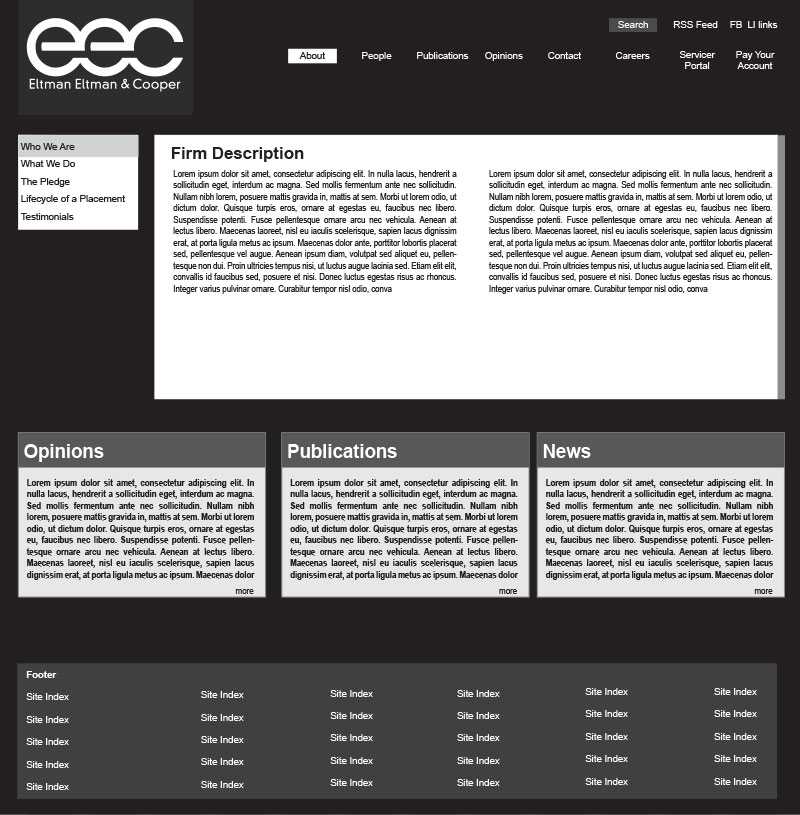 eec
Eltman Eltman & Cooper
Search RSS Feed FB LI links
About People Publications Opinions Contact Careers Servicer Portal Pay Your Account
Who We Are
What We Do
The Pledge
Lifecycle of a Placement
Testimonials
Firm Description
Lorem ipsum dolor sit amet, consectetur adipiscing elit. In nulla lacus, hendrerit a
sollicitudin eget, interdum ac magna. Sed mollis fermentum ante nec sollicitudin.
Nullam nibh lorem, posuere mattis gravida in, mattis at sem. Morbi ut lorem odio, ut
dictum dolor. Quisque turpis eros, ornare at egestas eu, faucibus nec libero.
Suspendisse potenti. Fusce pellentesque ornare arcu nec vehicula. Aenean at
lectus libero. Maecenas laoreet, nisl eu iaculis scelerisque, sapien lacus dignissim
erat, at porta ligula metus ac ipsum. Maecenas dolor ante, porttitor lobortis placerat
sed, pellentesque vel augue. Aenean ipsum diam, volutpat sed aliquet eu, pellen-
tesque non dui. Proin ultricies tempus nisi, ut luctus augue lacinia sed. Etiam elit elit,
convallis id faucibus sed, posuere et nisi. Donec luctus egestas risus ac rhoncus.
Integer varius pulvinar ornare. Curabitur tempor nisl odio, conva
Lorem ipsum dolor sit amet, consectetur adipiscing elit. In nulla lacus, hendrerit a
sollicitudin eget, interdum ac magna. Sed mollis fermentum ante nec sollicitudin.
Nullam nibh lorem, posuere mattis gravida in, mattis at sem. Morbi ut lorem odio, ut
dictum dolor. Quisque turpis eros, ornare at egestas eu, faucibus nec libero.
Suspendisse potenti. Fusce pellentesque ornare arcu nec vehicula. Aenean at
lectus libero. Maecenas laoreet, nisl eu iaculis scelerisque, sapien lacus dignissim
erat, at porta ligula metus ac ipsum. Maecenas dolor ante, porttitor lobortis placerat
sed, pellentesque vel augue. Aenean ipsum diam, volutpat sed aliquet eu, pellen-
tesque non dui. Proin ultricies tempus nisi, ut luctus augue lacinia sed. Etiam elit elit,
convallis id faucibus sed, posuere et nisi. Donec luctus egestas risus ac rhoncus.
Integer varius pulvinar ornare. Curabitur tempor nisl odio, conva
Opinions
Lorem ipsum dolor sit amet, consectetur adipiscing elit. In
nulla lacus, hendrerit a sollicitudin eget, interdum ac magna.
Sed mollis fermentum ante nec sollicitudin. Nullam nibh
lorem, posuere mattis gravida in, mattis at sem. Morbi ut lorem
odio, ut dictum dolor. Quisque turpis eros, ornare at egestas
eu, faucibus nec libero. Suspendisse potenti. Fusce pellen-
tesque ornare arcu nec vehicula. Aenean at lectus libero.
Maecenas laoreet, nisl eu iaculis scelerisque, sapien lacus
dignissim erat, at porta ligula metus ac ipsum. Maecenas dolor
more
Publications
Lorem ipsum dolor sit amet, consectetur adipiscing elit. In
nulla lacus, hendrerit a sollicitudin eget, interdum ac magna.
Sed mollis fermentum ante nec sollicitudin. Nullam nibh
lorem, posuere mattis gravida in, mattis at sem. Morbi ut lorem
odio, ut dictum dolor. Quisque turpis eros, ornare at egestas
eu, faucibus nec libero. Suspendisse potenti. Fusce pellen-
tesque ornare arcu nec vehicula. Aenean at lectus libero.
Maecenas laoreet, nisl eu iaculis scelerisque, sapien lacus
dignissim erat, at porta ligula metus ac ipsum. Maecenas dolor
more
News
Lorem ipsum dolor sit amet, consectetur adipiscing elit. In
nulla lacus, hendrerit a sollicitudin eget, interdum ac magna.
Sed mollis fermentum ante nec sollicitudin. Nullam nibh
lorem, posuere mattis gravida in, mattis at sem. Morbi ut lorem
odio, ut dictum dolor. Quisque turpis eros, ornare at egestas
eu, faucibus nec libero. Suspendisse potenti. Fusce pellen-
tesque ornare arcu nec vehicula. Aenean at lectus libero.
Maecenas laoreet, nisl eu iaculis scelerisque, sapien lacus
dignissim erat, at porta ligula metus ac ipsum. Maecenas dolor
more
Footer
Site Index Site Index Site Index Site Index Site Index Site Index
Site Index Site Index Site Index Site Index Site Index Site Index
Site Index Site Index Site Index Site Index Site Index Site Index
Site Index Site Index Site Index Site Index Site Index Site Index
Site Index Site Index Site Index Site Index Site Index Site Index